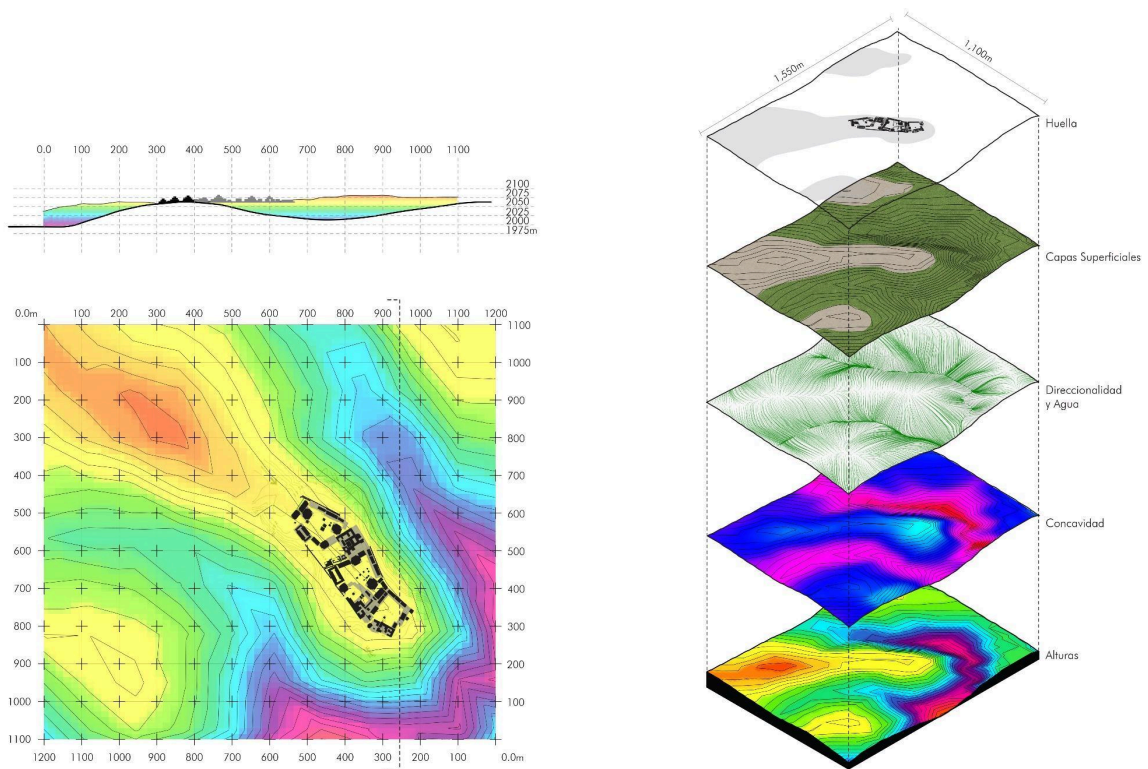 0.0 100 200 300 400 500 600 700 800 900 1000 1100
2100
2075
2050
2025
2000
1975m
0.0m 100 200 300 400 500 600 700 800 900 1000 1100 1200
100 1000
200 900
300 800
400 700
500 600
600 500
700 400
800 300
900 200
1000 100
1100
1200 1100 1000 900 800 700 600 500 400 300 200 100 0.0m
1,550m
1,100m
Huella
Capas Superficiales
Direccionalidad
y Agua
Concavidad
Alturas